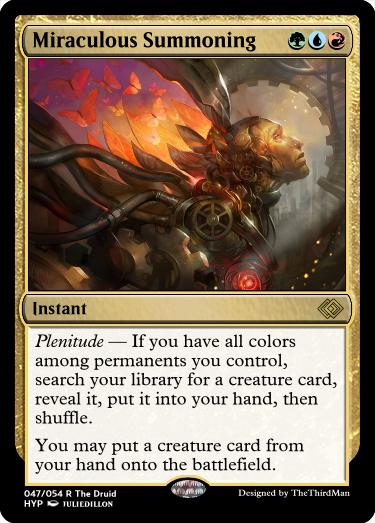 Miraculous Summoning
Instant
Plenitude — If you have all colors
among permanents you control,
search your library for a creature card,
reveal it, put it into your hand, then
shuffle.
You may put a creature card from
your hand onto the battlefield.
047/054 R The Druid
HYP JULIEDILLON
Designed by TheThirdMan